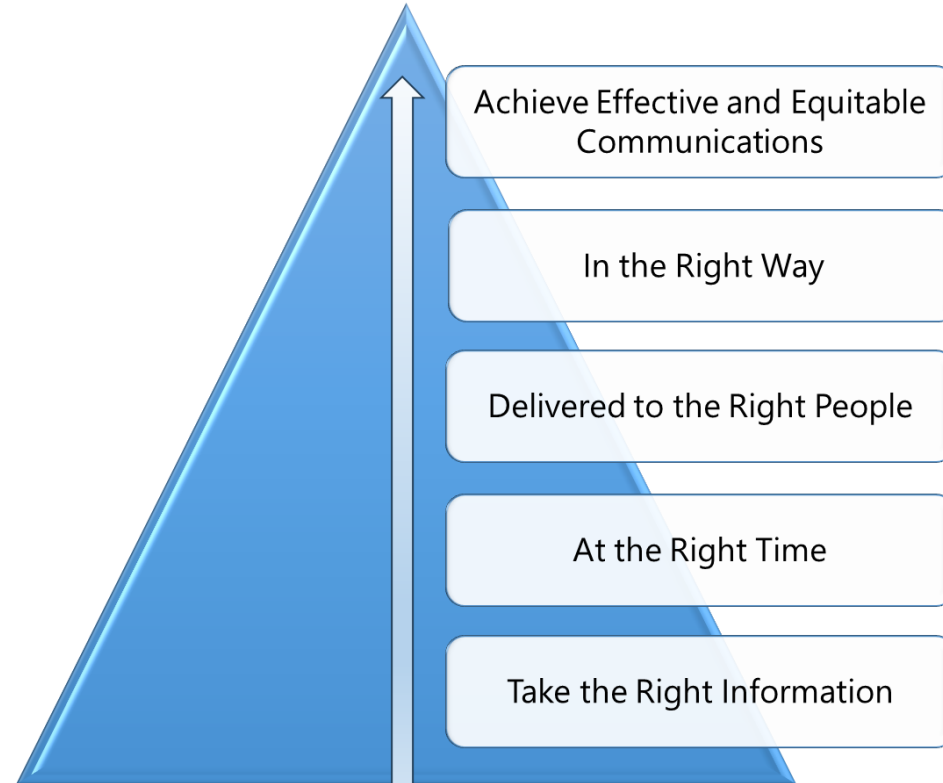 Achieve Effective and Equitable
Communications
In the Right Way
Delivered to the Right People
At the Right Time
Take the Right Information